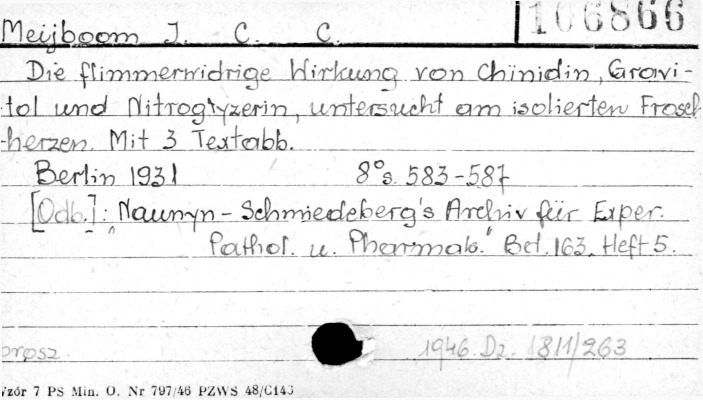 106866
Meijboom J. C. C.
Die flimmerwidrige Wirkung von Chinidin, Gravi-
tol und Nitroglyzerin, untersucht am isolierten Frosch-
herzen. Mit 3 Textabb.
Berlin 1931 8° s. 583-587
[Odb.]: "Naunyn - Schmiedeberg's Archiv für Exper.
Pathol. u. Pharmak." Bd. 163. Heft 5.
brosz. 1946. Dz. 1811/263
Wzór 7 PS Min. O. Nr 797/46 PZWS 48/C143